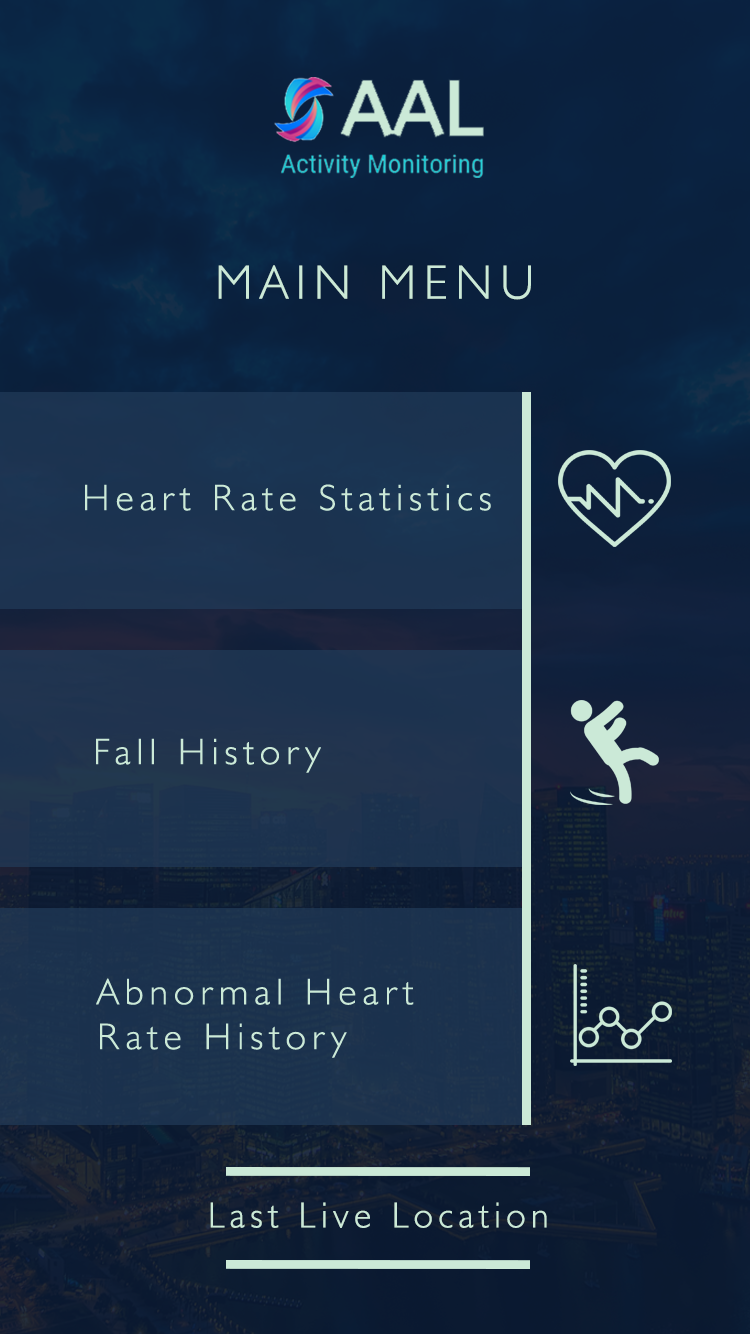 AAL
Activity Monitoring
MAIN MENU
Heart Rate Statistics
Fall History
Abnormal Heart
Rate History
Last Live Location